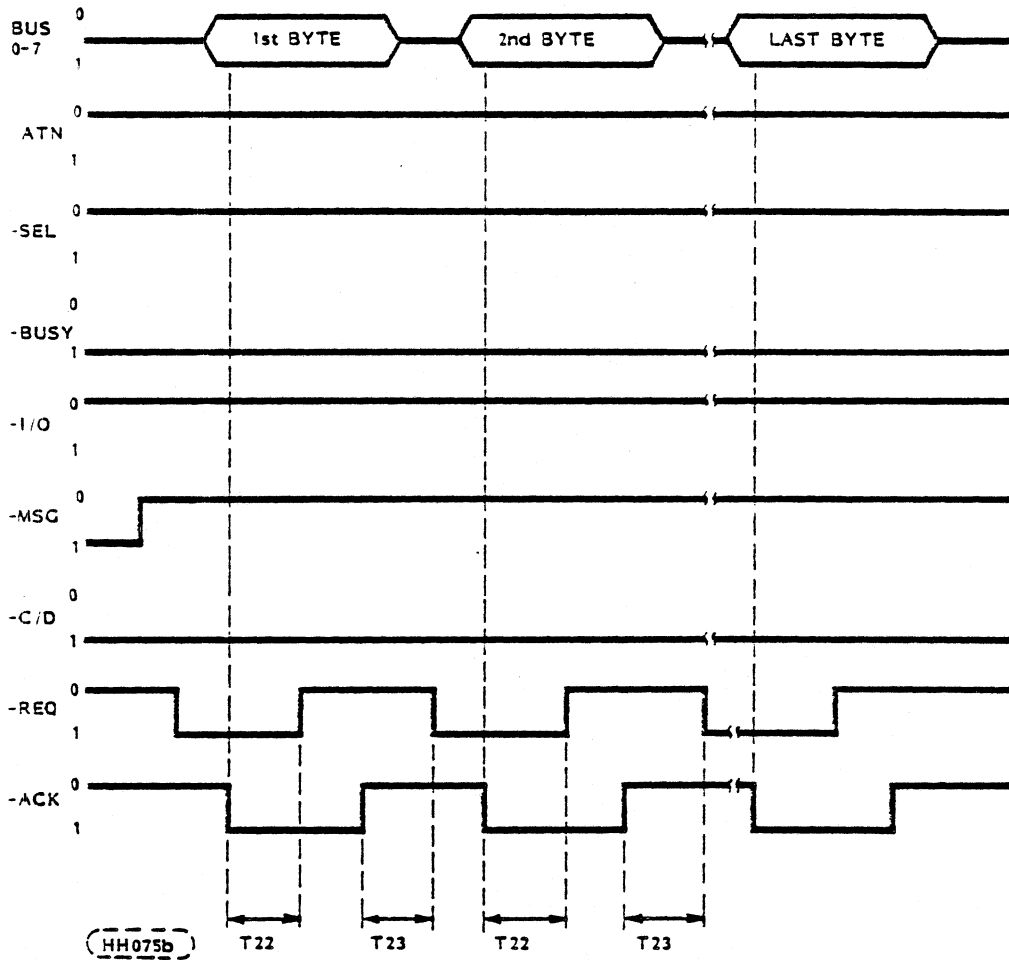 BUS 0-7
0
1
1st BYTE
2nd BYTE
LAST BYTE
ATN
0
1
-SEL
0
1
-BUSY
0
1
-I/O
0
1
-MSG
0
1
-C/D
0
1
-REQ
0
1
-ACK
0
1
T22
T23
T22
T23
HH075b